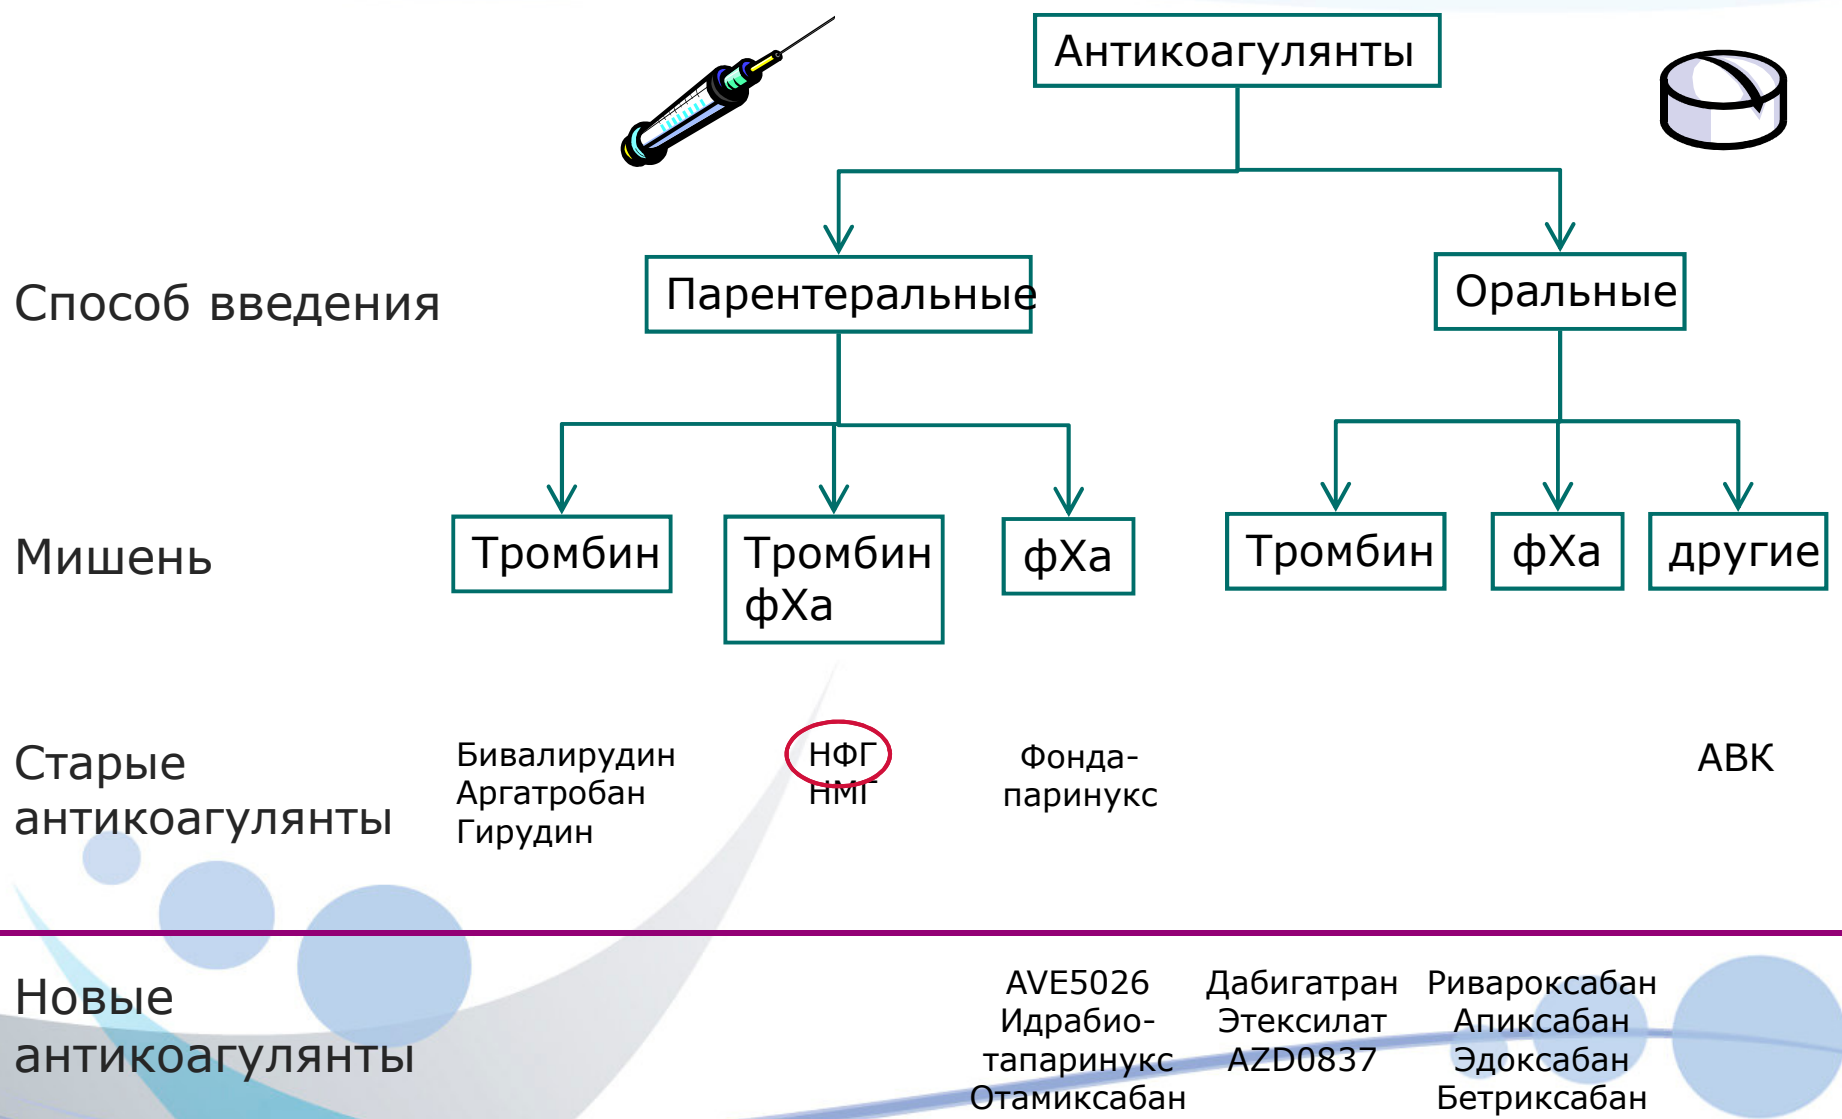 Антикоагулянты
Способ введения
Парентеральные
Оральные
Мишень
Тромбин
Тромбин
фХа
фХа
Тромбин
фХа
другие
Старые
антикоагулянты
Бивалирудин
Аргатробан
Гирудин
НФГ
НМГ
Фонда-
паринукс
АВК
Новые
антикоагулянты
AVE5026
Идрабио-
тапаринукс
Отамиксабан
Дабигатран
Этексилат
AZD0837
Ривароксабан
Апиксабан
Эдоксабан
Бетриксабан